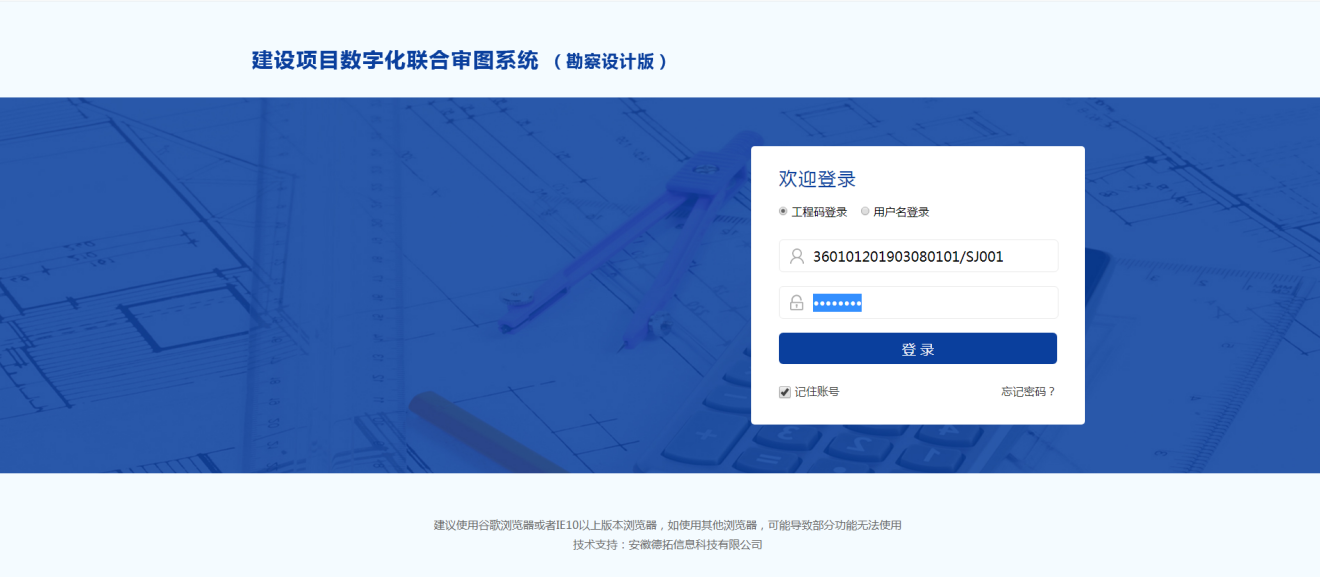 建设项目数字化联合审图系统 （勘察设计版）
欢迎登录
工程码登录 用户名登录
360101201903080101/SJ001
••••••••
登 录
记住账号 忘记密码？
建议使用谷歌浏览器或者IE10以上版本浏览器，如使用其他浏览器，可能导致部分功能无法使用
技术支持：安徽德拓信息科技有限公司